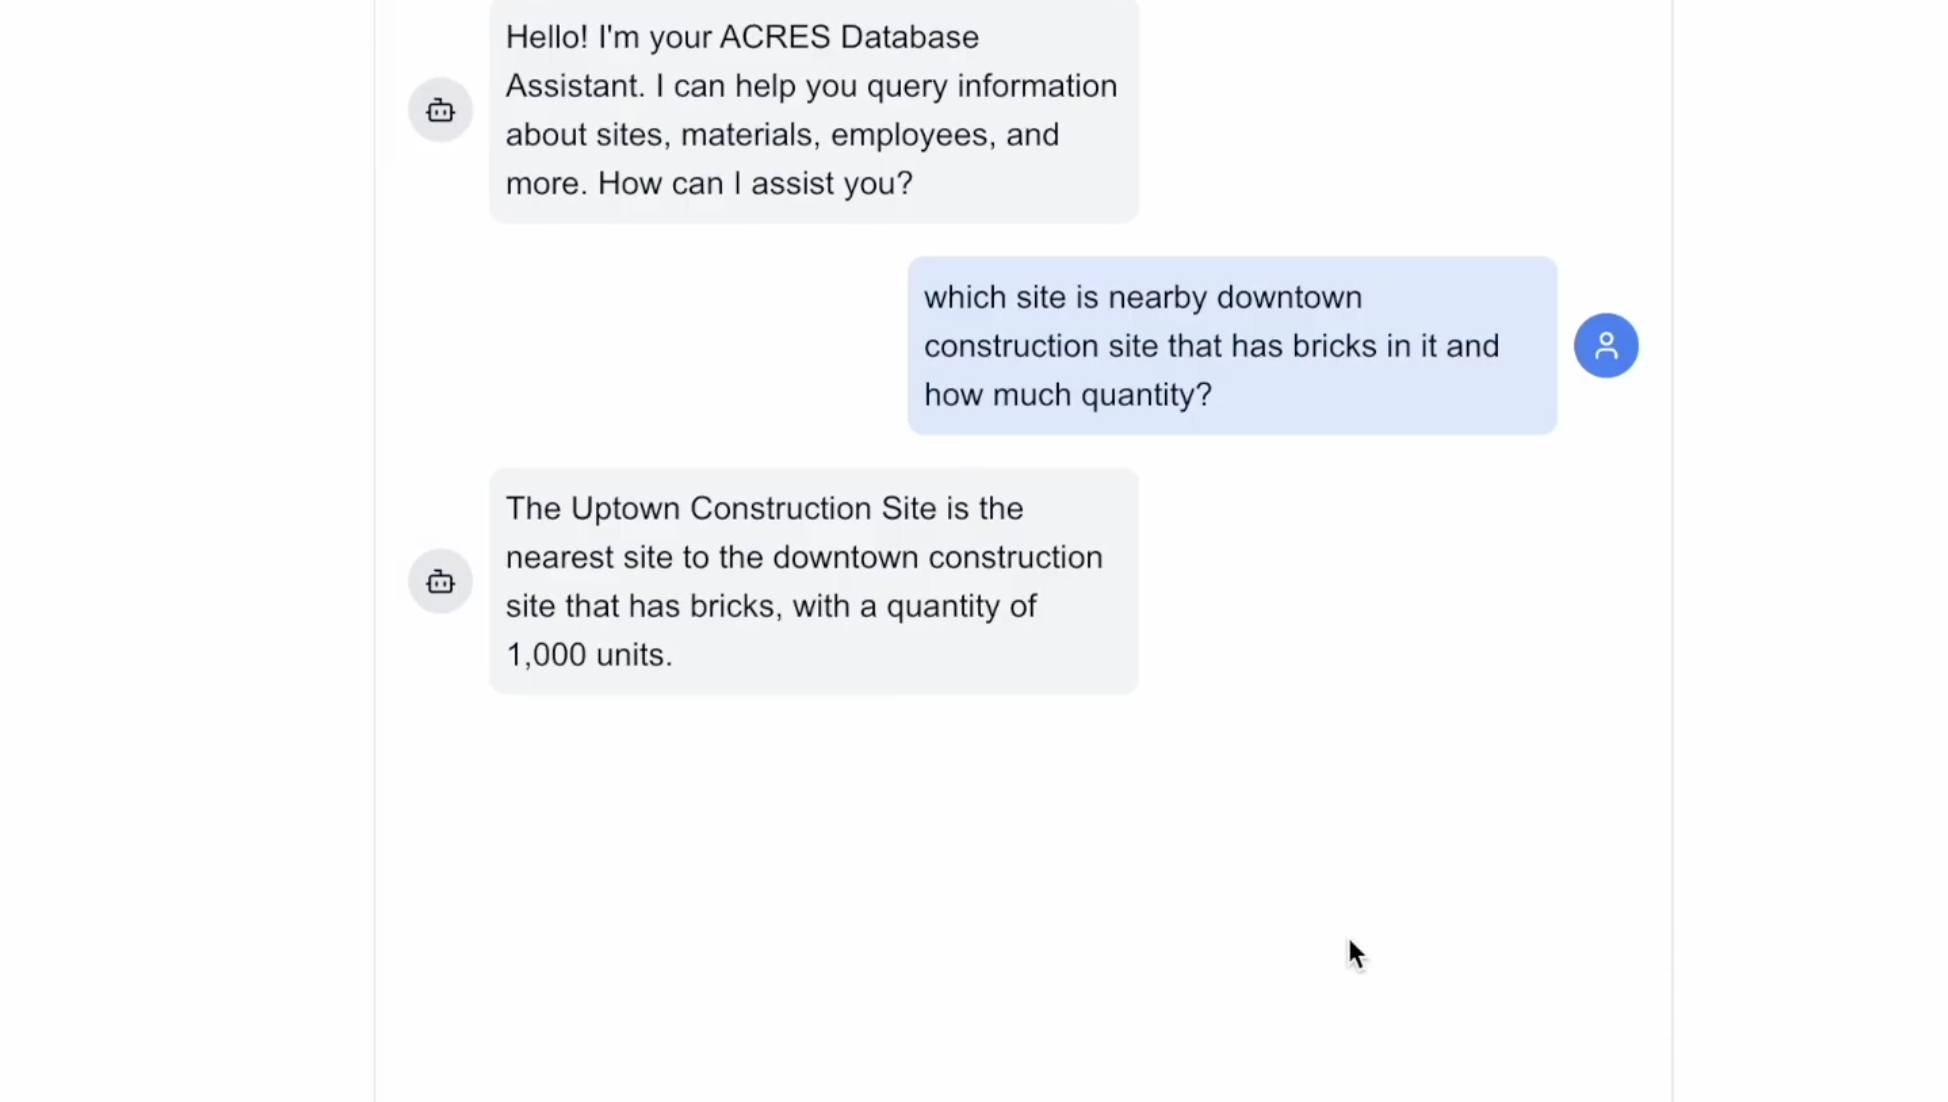 Hello! I'm your ACRES Database
Assistant. I can help you query information
about sites, materials, employees, and
more. How can I assist you?
which site is nearby downtown
construction site that has bricks in it and
how much quantity?
The Uptown Construction Site is the
nearest site to the downtown construction
site that has bricks, with a quantity of
1,000 units.